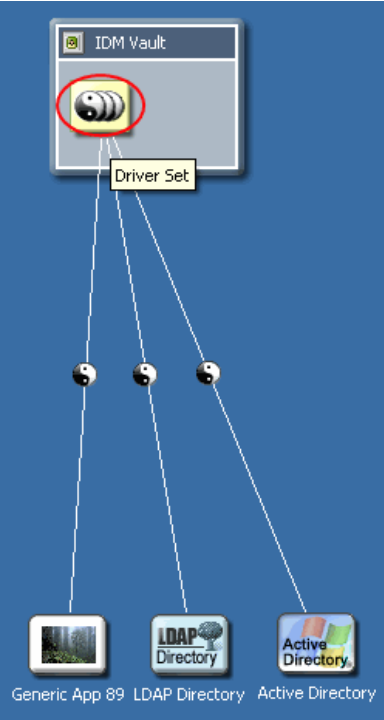 IDM Vault
Driver Set
LDAP
Directory
Active
Directory
Generic App 89
LDAP Directory
Active Directory